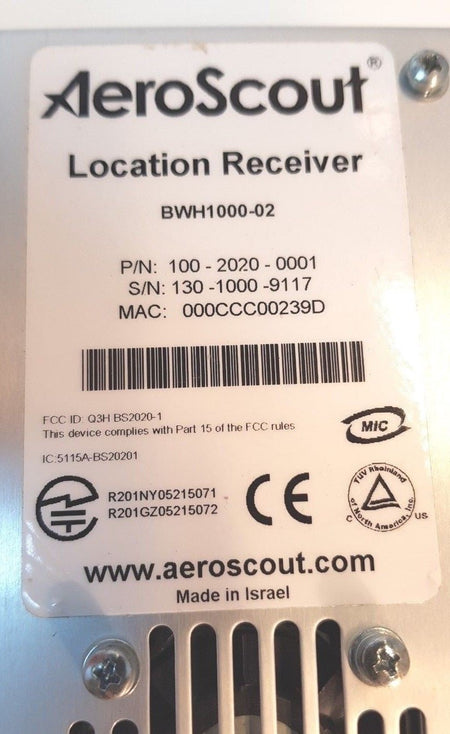 AeroScout®
Location Receiver
BWH1000-02
P/N: 100 - 2020 - 0001
S/N: 130 -1000 -9117
MAC: 000CCC00239D
FCC ID: Q3H BS2020-1
This device complies with Part 15 of the FCC rules
MiC
IC:5115A-BS20201
R201NY05215071
R201GZ05215072
CE
TÜV Rheinland
of North America, Inc.
C US
www.aeroscout.com
Made in Israel